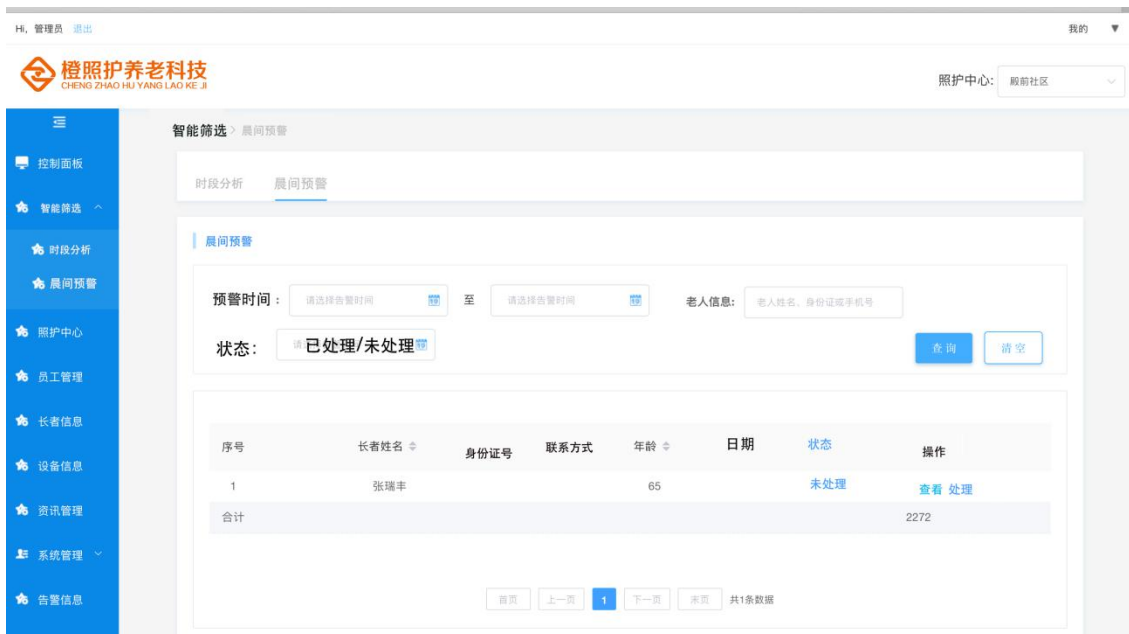 Hi, 管理员 退出 我的 ▼
橙照护养老科技
CHENG ZHAO HU YANG LAO KE JI
照护中心: 殿前社区
智能筛选 > 晨间预警
控制面板
时段分析 晨间预警
智能筛选
时段分析
晨间预警
晨间预警
预警时间： 请选择告警时间 至 请选择告警时间 老人信息: 老人姓名、身份证或手机号
照护中心
状态： 请 已处理/未处理
查询 清空
员工管理
长者信息
序号 长者姓名 身份证号 联系方式 年龄 日期 状态 操作
设备信息
1 张瑞丰 65 未处理 查看 处理
资讯管理
合计 2272
系统管理
告警信息
首页 上一页 1 下一页 末页 共1条数据